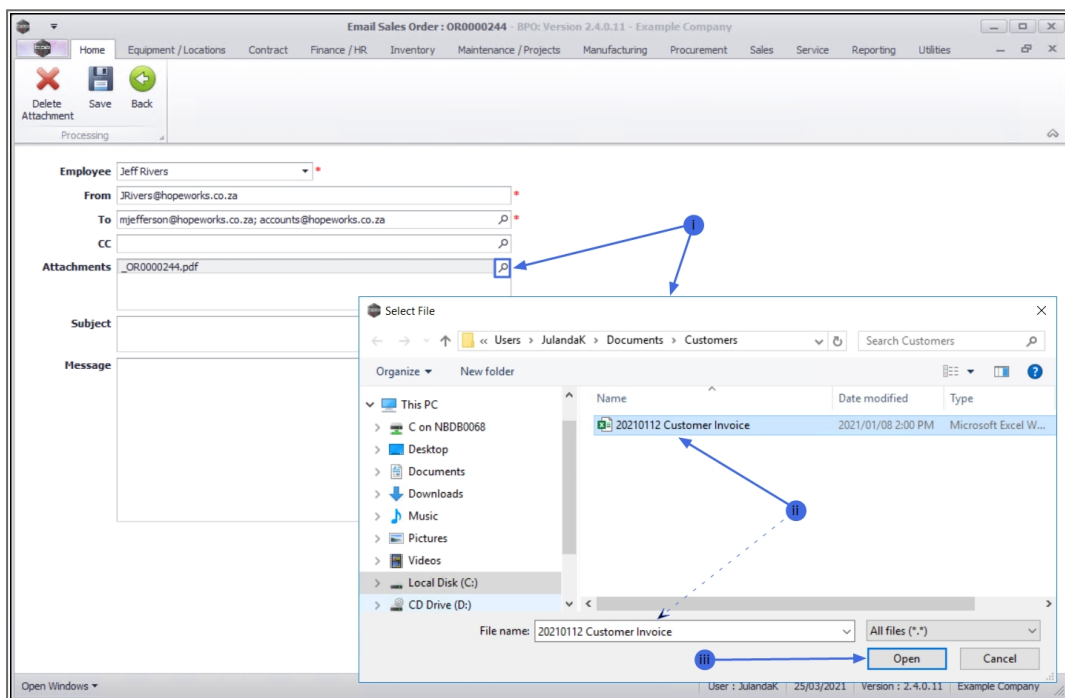 Email Sales Order : OR0000244 - BPO: Version 2.4.0.11 - Example Company
Home Equipment / Locations Contract Finance / HR Inventory Maintenance / Projects Manufacturing Procurement Sales Service Reporting Utilities
Delete Attachment Save Back
Processing
Employee Jeff Rivers *
From JRivers@hopeworks.co.za *
To mjefferson@hopeworks.co.za; accounts@hopeworks.co.za *
CC
i
Attachments _OR0000244.pdf
Subject
Message
Select File
« Users > JulandaK > Documents > Customers Search Customers
Organize New folder
Name Date modified Type
This PC
20210112 Customer Invoice 2021/01/08 2:00 PM Microsoft Excel W...
C on NBDB0068
Desktop
Documents
Downloads
Music
Pictures
Videos
Local Disk (C:)
CD Drive (D:)
ii
File name: 20210112 Customer Invoice All files (*.*)
iii
Open Cancel
Open Windows User : JulandaK 25/03/2021 Version : 2.4.0.11 Example Company